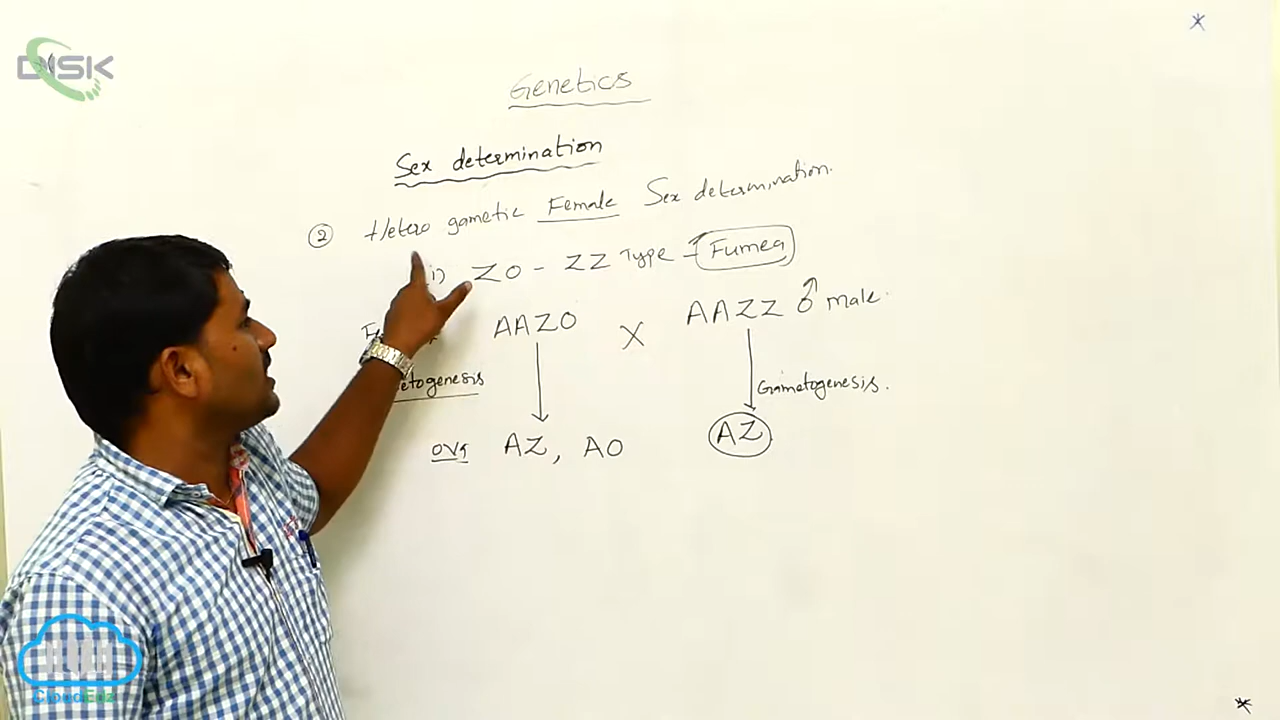 DISK
Genetics
Sex determination
② Hetero gametic Female Sex determination.
i) ZO - ZZ Type - Fumea
AAZO X AAZZ ♂ male.
etogenesis Gametogenesis.
ova AZ, AO AZ